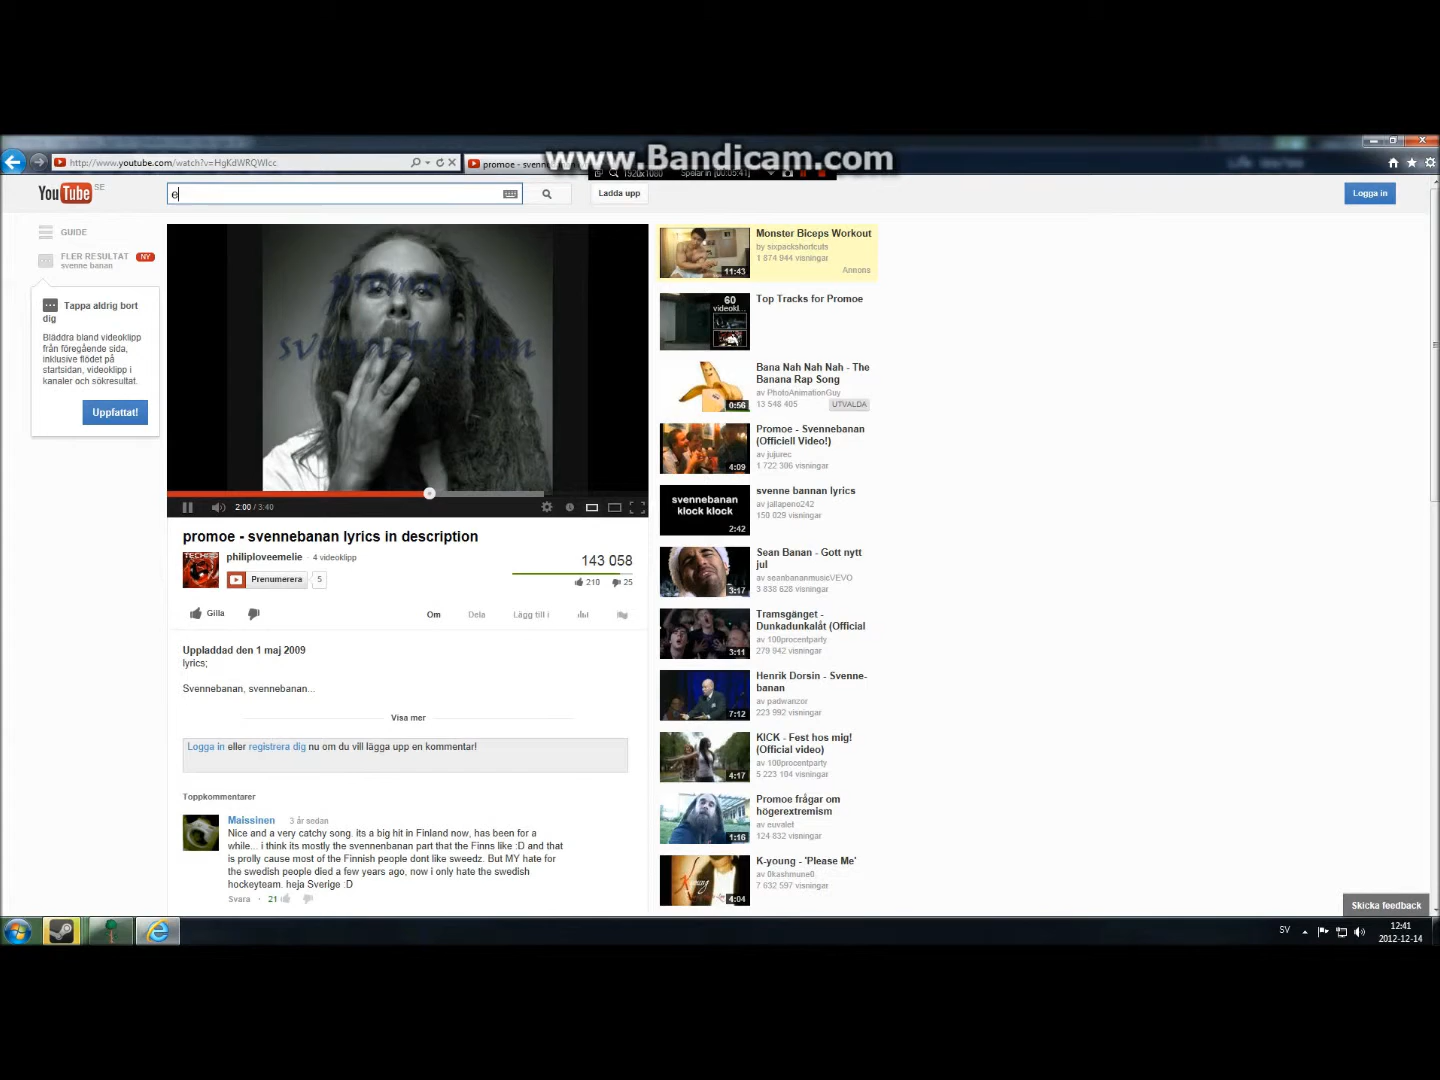 www.Bandicam.com
http://www.youtube.com/watch?v=HgKdWRQWlcc
promoe - svenneban
1920x1080
Spelar in [00:05:41]
YouTube SE
e
Ladda upp
Logga in
GUIDE
FLER RESULTAT
NY
svenne banan
Tappa aldrig bort
dig
Bläddra bland videoklipp
från föregående sida,
inklusive flödet på
startsidan, videoklipp i
kanaler och sökresultat.
Uppfattat!
promoe
svennebanan
2:00 / 3:40
promoe - svennebanan lyrics in description
philiploveemelie · 4 videoklipp
Prenumerera
5
143 058
210
25
Gilla
Om
Dela
Lägg till i
Uppladdad den 1 maj 2009
lyrics;
Svennebanan, svennebanan...
Visa mer
Logga in eller registrera dig nu om du vill lägga upp en kommentar!
Toppkommentarer
Maissinen 3 år sedan
Nice and a very catchy song. its a big hit in Finland now, has been for a
while... i think its mostly the svennenbanan part that the Finns like :D and that
is prolly cause most of the Finnish people dont like sweedz. But MY hate for
the swedish people died a few years ago, now i only hate the swedish
hockeyteam. heja Sverige :D
Svara · 21
Monster Biceps Workout
by sixpackshortcuts
1 874 944 visningar
Annons
11:43
Top Tracks for Promoe
60
videokl...
Bana Nah Nah Nah - The
Banana Rap Song
av PhotoAnimationGuy
13 548 405
UTVALDA
0:56
Promoe - Svennebanan
(Officiell Video!)
av jujurec
1 722 306 visningar
4:09
svenne bannan lyrics
av jallapeno242
150 029 visningar
svennebanan
klock klock
2:42
Sean Banan - Gott nytt
jul
av seanbananmusicVEVO
3 838 628 visningar
3:17
Tramsgänget -
Dunkadunkalåt (Official
av 100procentparty
279 942 visningar
3:11
Henrik Dorsin - Svenne-
banan
av padwanzor
223 992 visningar
7:12
KICK - Fest hos mig!
(Official video)
av 100procentparty
5 223 104 visningar
4:17
Promoe frågar om
högerextremism
av euvalet
124 832 visningar
1:16
K-young - 'Please Me'
av 0kashmune0
7 632 597 visningar
4:04
Skicka feedback
SV
12:41
2012-12-14